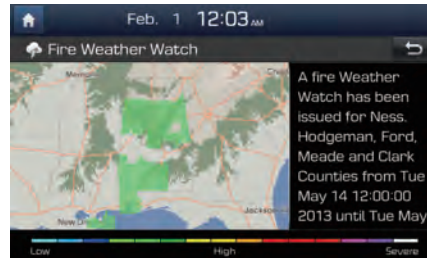 Feb. 1 12:03 AM
Fire Weather Watch
A fire Weather
Watch has been
issued for Ness.
Hodgeman, Ford,
Meade and Clark
Counties from Tue
May 14 12:00:00
2013 until Tue May
Low High Severe